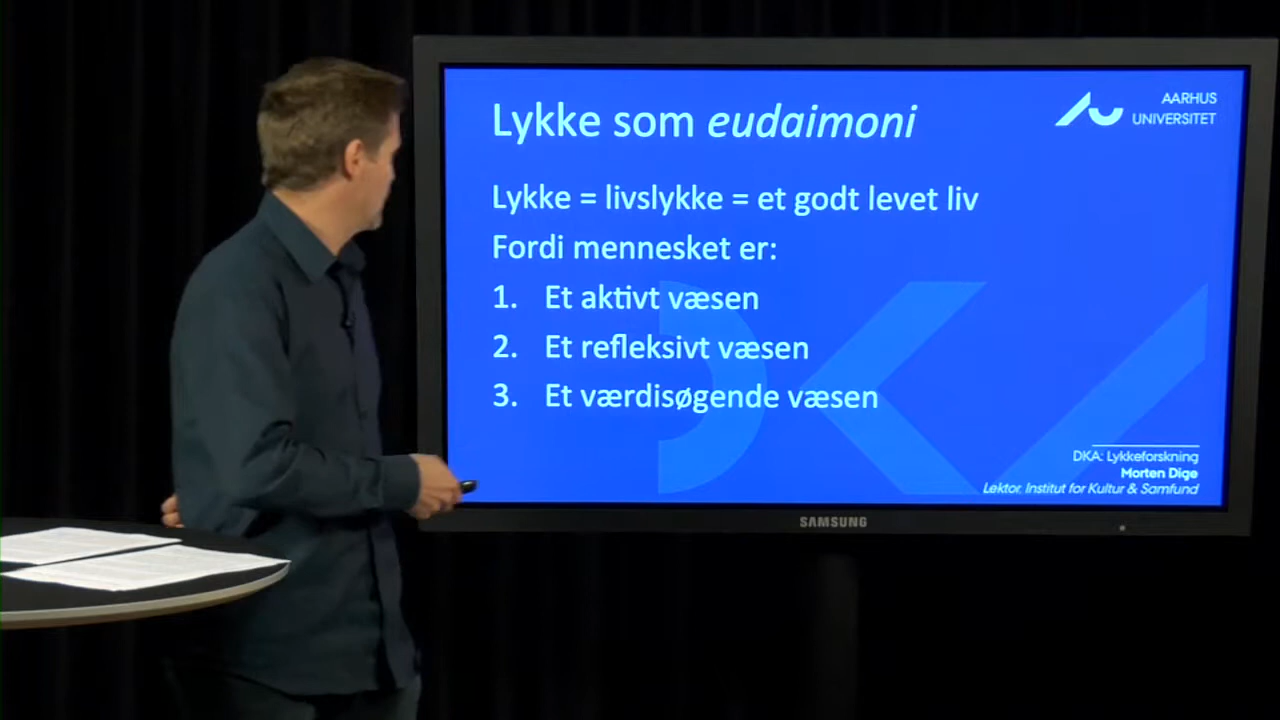 Lykke som eudaimoni
AARHUS
UNIVERSITET
Lykke = livslykke = et godt levet liv
Fordi mennesket er:
1. Et aktivt væsen
2. Et refleksivt væsen
3. Et værdisøgende væsen
DKA
DKA: Lykkeforskning
Morten Dige
Lektor, Institut for Kultur & Samfund
SAMSUNG